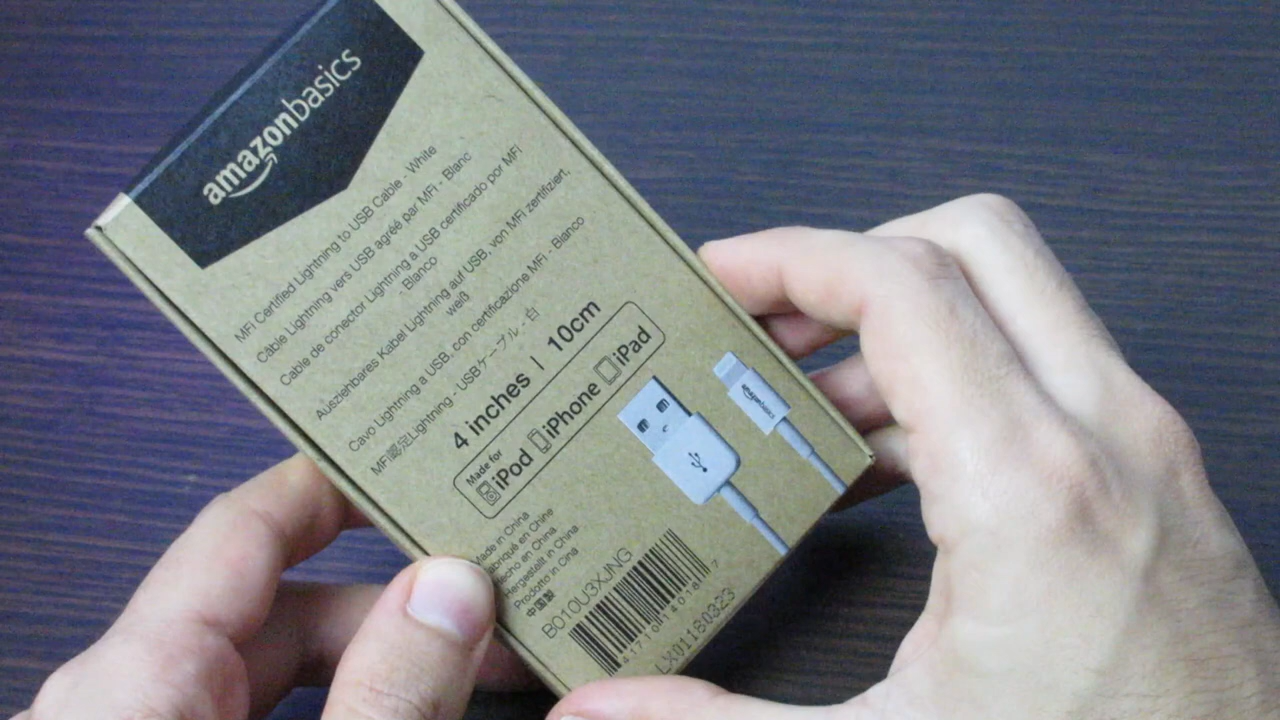 amazonbasics
MFi Certified Lightning to USB Cable - White
Câble Lightning vers USB agréé par MFi - Blanc
Cable de conector Lightning a USB certificado por MFi
- Blanco
Ausziehbares Kabel Lightning auf USB, von MFi zertifiziert,
weiß
Cavo Lightning a USB, con certificazione MFi - Bianco
MFi認定Lightning - USBケーブル - 白
4 inches | 10cm
Made for
iPod iPhone iPad
amazonbasics
Made in China
Fabriqué en Chine
Hecho en China
Hergestellt in China
Prodotto in Cina
中国製
B010U3XJNG
LX01180323